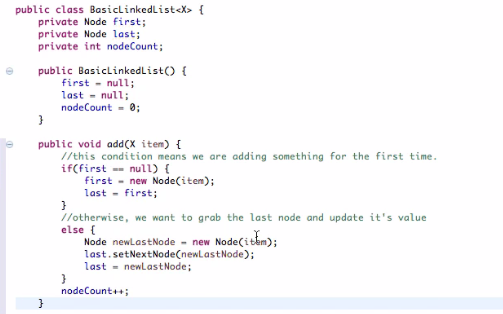 public class BasicLinkedList<X> {
private Node first;
private Node last;
private int nodeCount;
public BasicLinkedList() {
first = null;
last = null;
nodeCount = 0;
}
public void add(X item) {
//this condition means we are adding something for the first time.
if(first == null) {
first = new Node(item);
last = first;
}
//otherwise, we want to grab the last node and update it's value
else {
Node newLastNode = new Node(item);
last.setNextNode(newLastNode);
last = newLastNode;
}
nodeCount++;
}